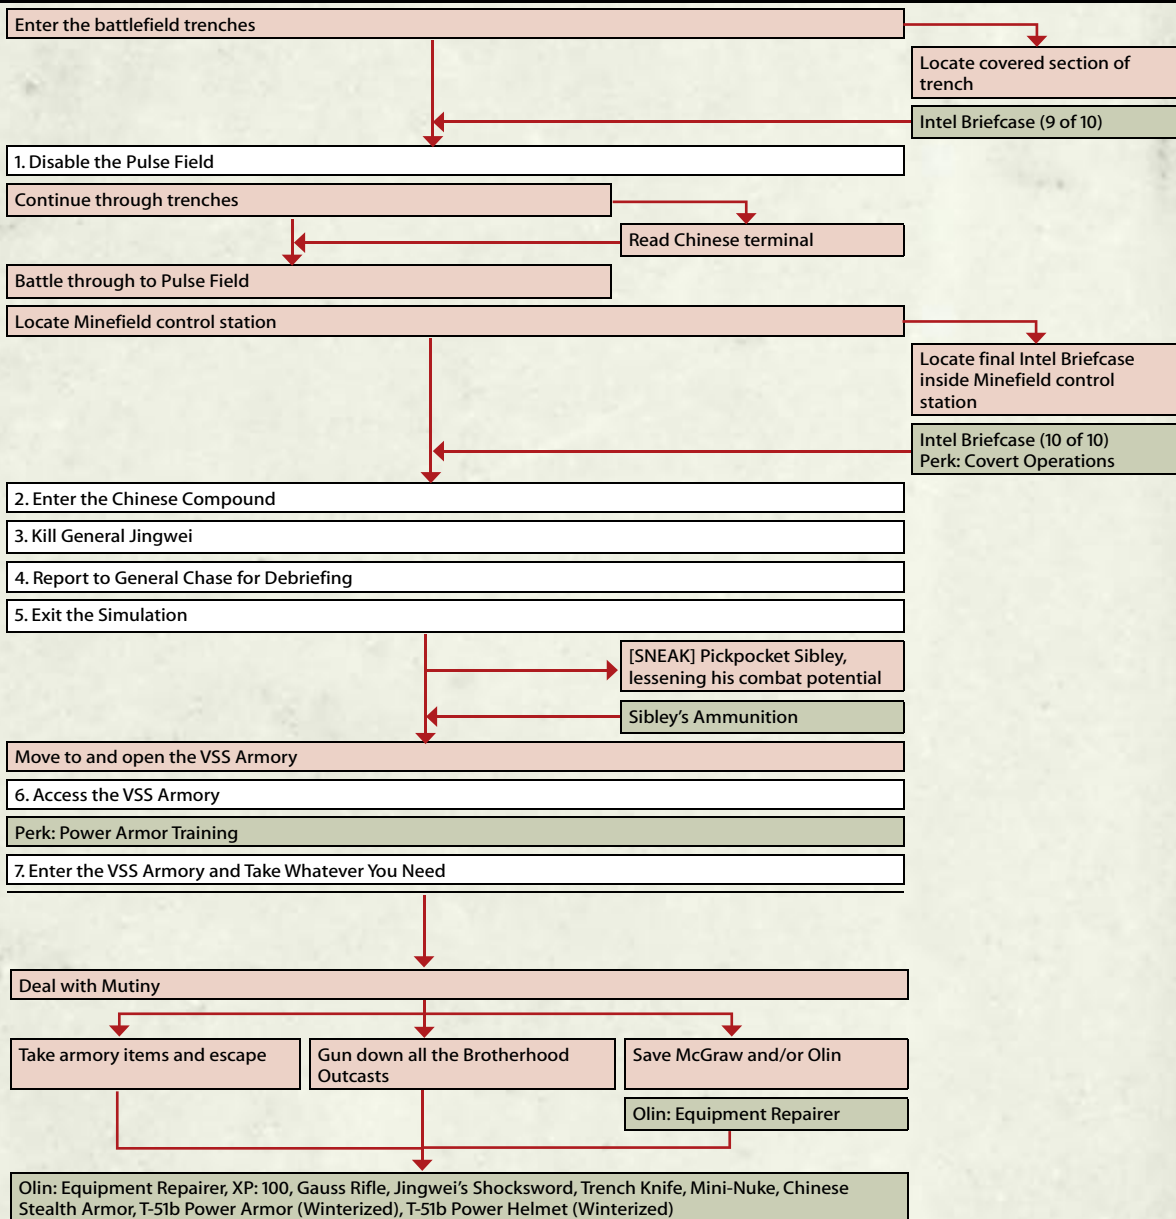 Enter the battlefield trenches
Locate covered section of
trench
Intel Briefcase (9 of 10)
1. Disable the Pulse Field
Continue through trenches
Read Chinese terminal
Battle through to Pulse Field
Locate Minefield control station
Locate final Intel Briefcase
inside Minefield control
station
Intel Briefcase (10 of 10)
Perk: Covert Operations
2. Enter the Chinese Compound
3. Kill General Jingwei
4. Report to General Chase for Debriefing
5. Exit the Simulation
[SNEAK] Pickpocket Sibley,
lessening his combat potential
Sibley's Ammunition
Move to and open the VSS Armory
6. Access the VSS Armory
Perk: Power Armor Training
7. Enter the VSS Armory and Take Whatever You Need
Deal with Mutiny
Take armory items and escape
Gun down all the Brotherhood
Outcasts
Save McGraw and/or Olin
Olin: Equipment Repairer
Olin: Equipment Repairer, XP: 100, Gauss Rifle, Jingwei's Shocksword, Trench Knife, Mini-Nuke, Chinese
Stealth Armor, T-51b Power Armor (Winterized), T-51b Power Helmet (Winterized)